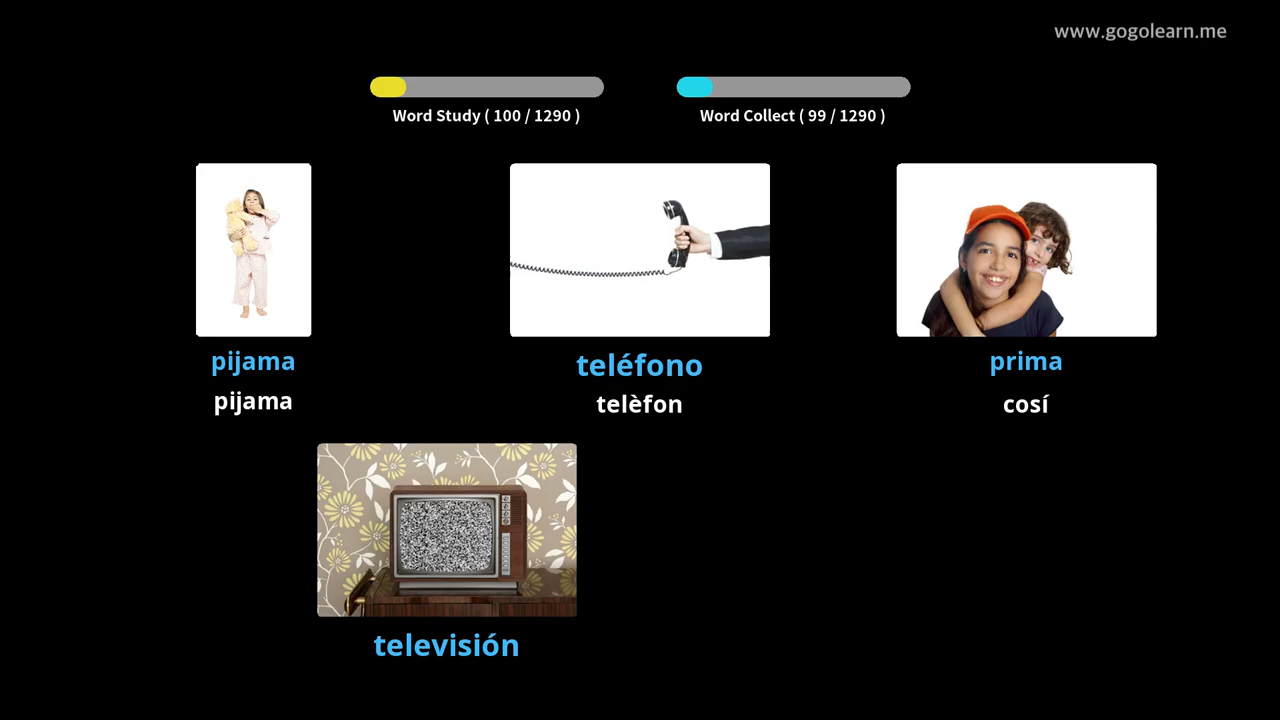 www.gogolearn.me
Word Study ( 100 / 1290 )
Word Collect ( 99 / 1290 )
pijama
teléfono
prima
pijama
telèfon
cosí
televisión